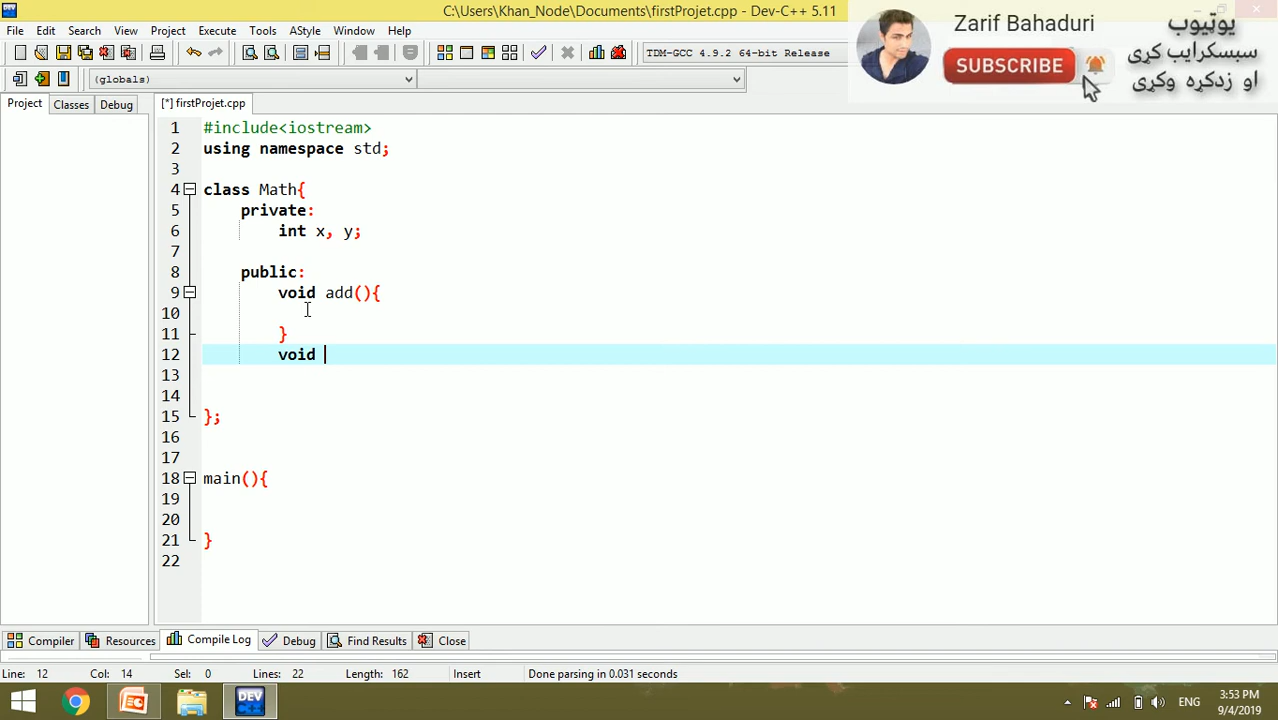 C:\Users\Khan_Node\Documents\firstProjet.cpp - Dev-C++ 5.11
File Edit Search View Project Execute Tools AStyle Window Help
TDM-GCC 4.9.2 64-bit Release
(globals)
Zarif Bahaduri
SUBSCRIBE
یوټیوب
سبسکرایب کړی
او زدکړه وکړی
Project Classes Debug
[*] firstProjet.cpp
1 #include<iostream>
2 using namespace std;
3
4 class Math{
5 private:
6 int x, y;
7
8 public:
9 void add(){
10
11 }
12 void
13
14
15 };
16
17
18 main(){
19
20
21 }
22
Compiler Resources Compile Log Debug Find Results Close
Line: 12 Col: 14 Sel: 0 Lines: 22 Length: 162 Insert Done parsing in 0.031 seconds
DEV
ENG
3:53 PM
9/4/2019